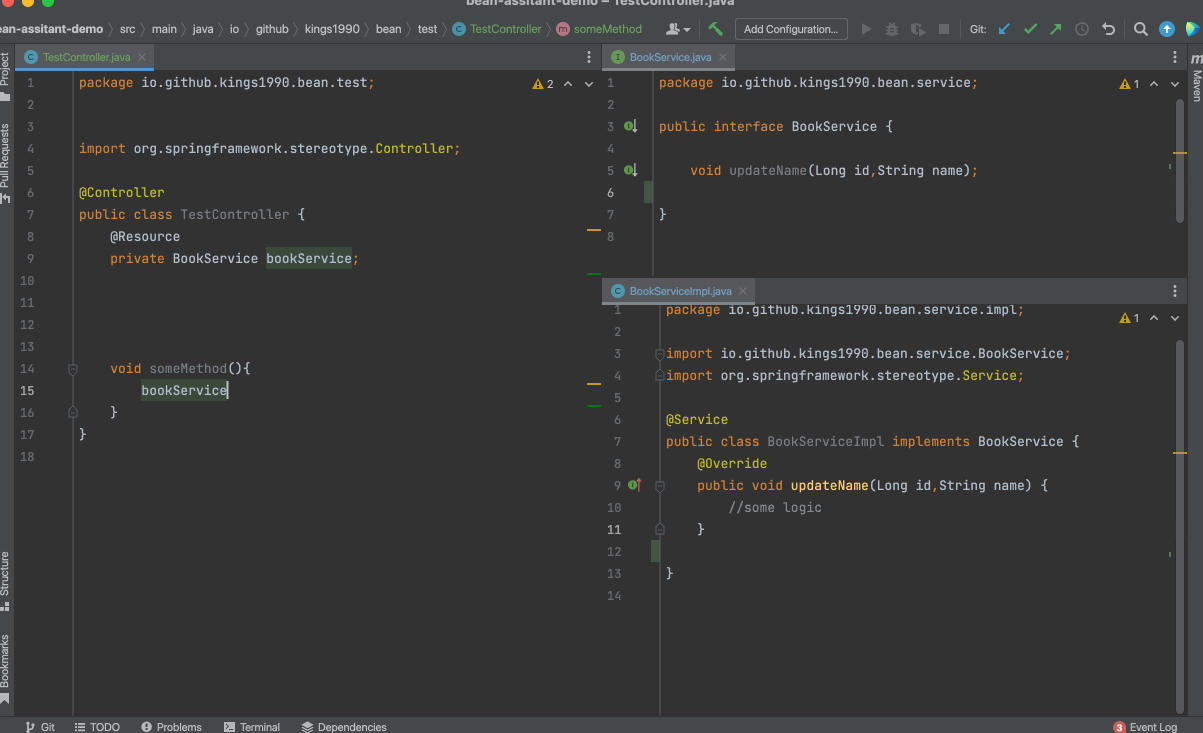 bean-assitant-demo – TestController.java
ean-assitant-demo src main java io github kings1990 bean test TestController someMethod Add Configuration... Git:
Project
Pull Requests
Structure
Bookmarks
TestController.java
2
1 package io.github.kings1990.bean.test;
2
3
4 import org.springframework.stereotype.Controller;
5
6 @Controller
7 public class TestController {
8 @Resource
9 private BookService bookService;
10
11
12
13
14 void someMethod(){
15 bookService
16 }
17 }
18
BookService.java
1
1 package io.github.kings1990.bean.service;
2
3 public interface BookService {
4
5 void updateName(Long id,String name);
6
7 }
8
BookServiceImpl.java
1
1 package io.github.kings1990.bean.service.impl;
2
3 import io.github.kings1990.bean.service.BookService;
4 import org.springframework.stereotype.Service;
5
6 @Service
7 public class BookServiceImpl implements BookService {
8 @Override
9 public void updateName(Long id,String name) {
10 //some logic
11 }
12
13 }
14
Maven
Git TODO Problems Terminal Dependencies 3 Event Log